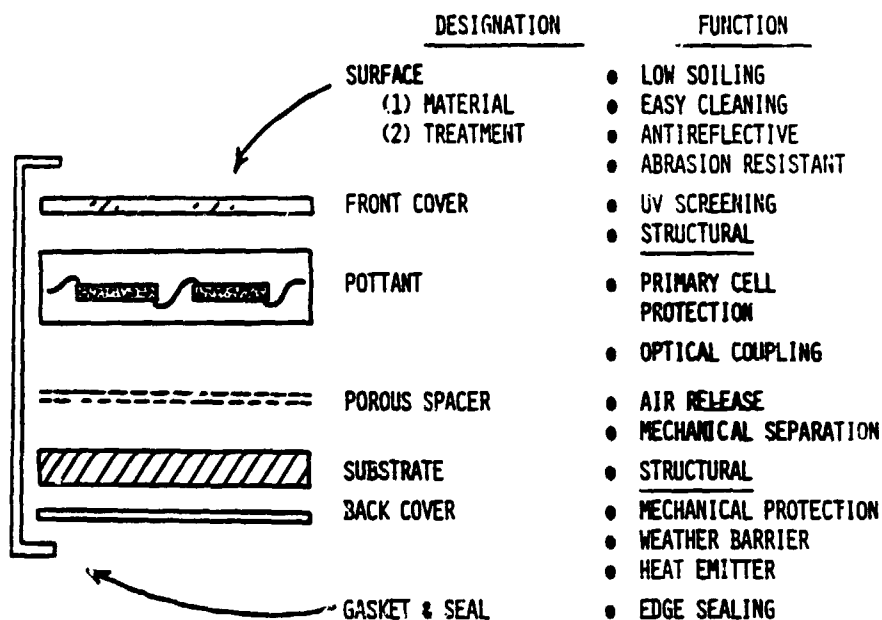 DESIGNATION FUNCTION
SURFACE • LOW SOILING
(1) MATERIAL • EASY CLEANING
(2) TREATMENT • ANTIREFLECTIVE
• ABRASION RESISTANT
FRONT COVER • UV SCREENING
• STRUCTURAL
POTTANT • PRIMARY CELL
PROTECTION
• OPTICAL COUPLING
POROUS SPACER • AIR RELEASE
• MECHANICAL SEPARATION
SUBSTRATE • STRUCTURAL
BACK COVER • MECHANICAL PROTECTION
• WEATHER BARRIER
• HEAT EMITTER
GASKET & SEAL • EDGE SEALING